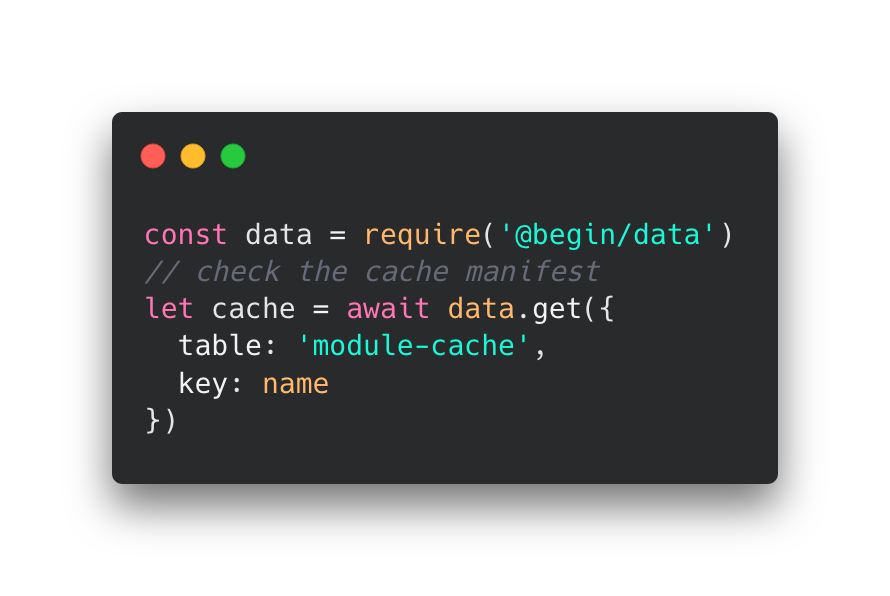 const data = require('@begin/data')
// check the cache manifest
let cache = await data.get({
  table: 'module-cache',
  key: name
})